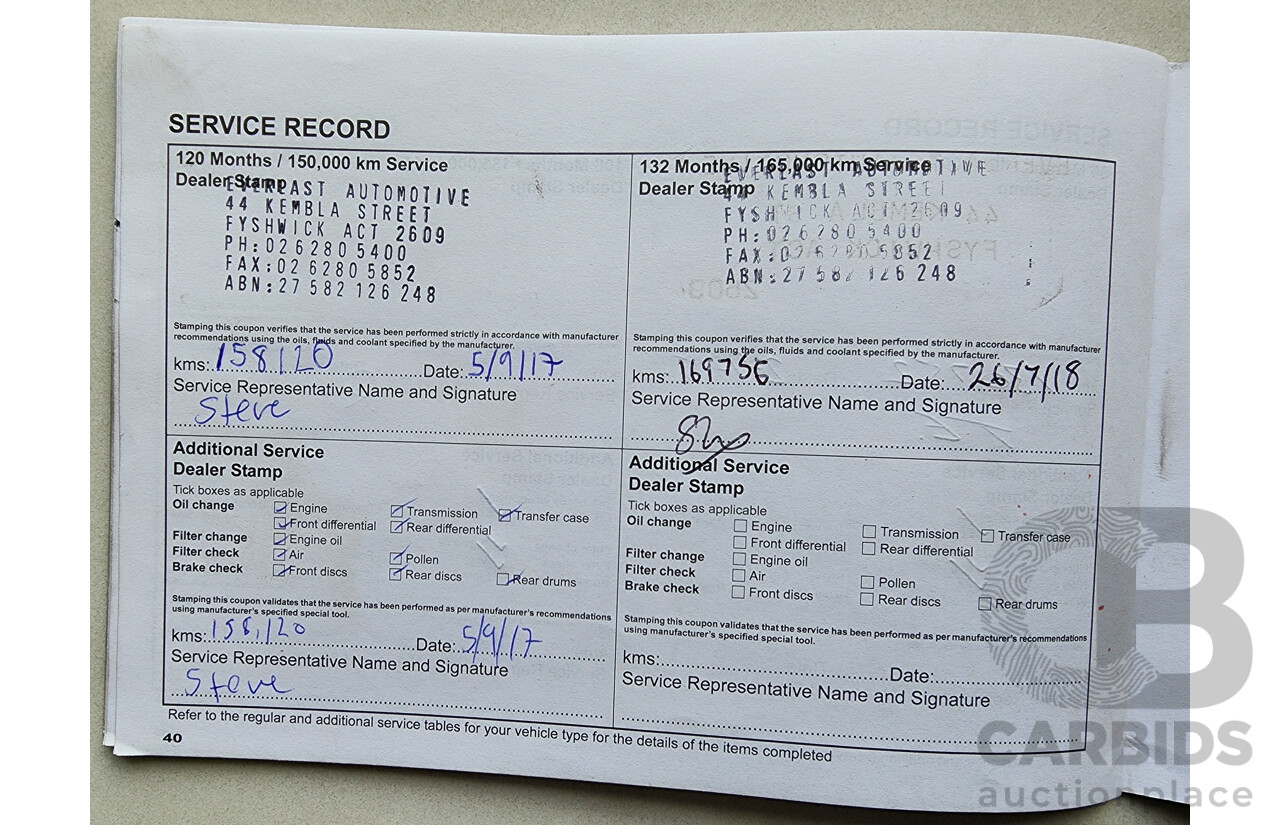 SERVICE RECORD
120 Months / 150,000 km Service
Dealer Stamp
EVERLAST AUTOMOTIVE
44 KEMBLA STREET
FYSHWICK ACT 2609
PH:02 6280 5400
FAX:02 6280 5852
ABN:27 582 126 248
Stamping this coupon verifies that the service has been performed strictly in accordance with manufacturer
recommendations using the oils, fluids and coolant specified by the manufacturer.
kms: 158120 Date: 5/9/17
Service Representative Name and Signature
Steve
Additional Service
Dealer Stamp
Tick boxes as applicable
Oil change Engine Transmission Transfer case
Front differential Rear differential
Filter change Engine oil
Filter check Air Pollen
Brake check Front discs Rear discs Rear drums
Stamping this coupon validates that the service has been performed as per manufacturer's recommendations
using manufacturer's specified special tool.
kms: 158,120 Date: 5/9/17
Service Representative Name and Signature
Steve
132 Months / 165,000 km Service
Dealer Stamp
EVERLAST AUTOMOTIVE
44 KEMBLA STREET
FYSHWICK ACT 2609
PH:02 6280 5400
FAX:02 6280 5852
ABN:27 582 126 248
Stamping this coupon verifies that the service has been performed strictly in accordance with manufacturer
recommendations using the oils, fluids and coolant specified by the manufacturer.
kms: 169756 Date: 26/7/18
Service Representative Name and Signature
Additional Service
Dealer Stamp
Tick boxes as applicable
Oil change Engine Transmission Transfer case
Front differential Rear differential
Filter change Engine oil
Filter check Air Pollen
Brake check Front discs Rear discs Rear drums
Stamping this coupon validates that the service has been performed as per manufacturer's recommendations
using manufacturer's specified special tool.
kms: Date:
Service Representative Name and Signature
Refer to the regular and additional service tables for your vehicle type for the details of the items completed
40
CARBIDS
auctionplace